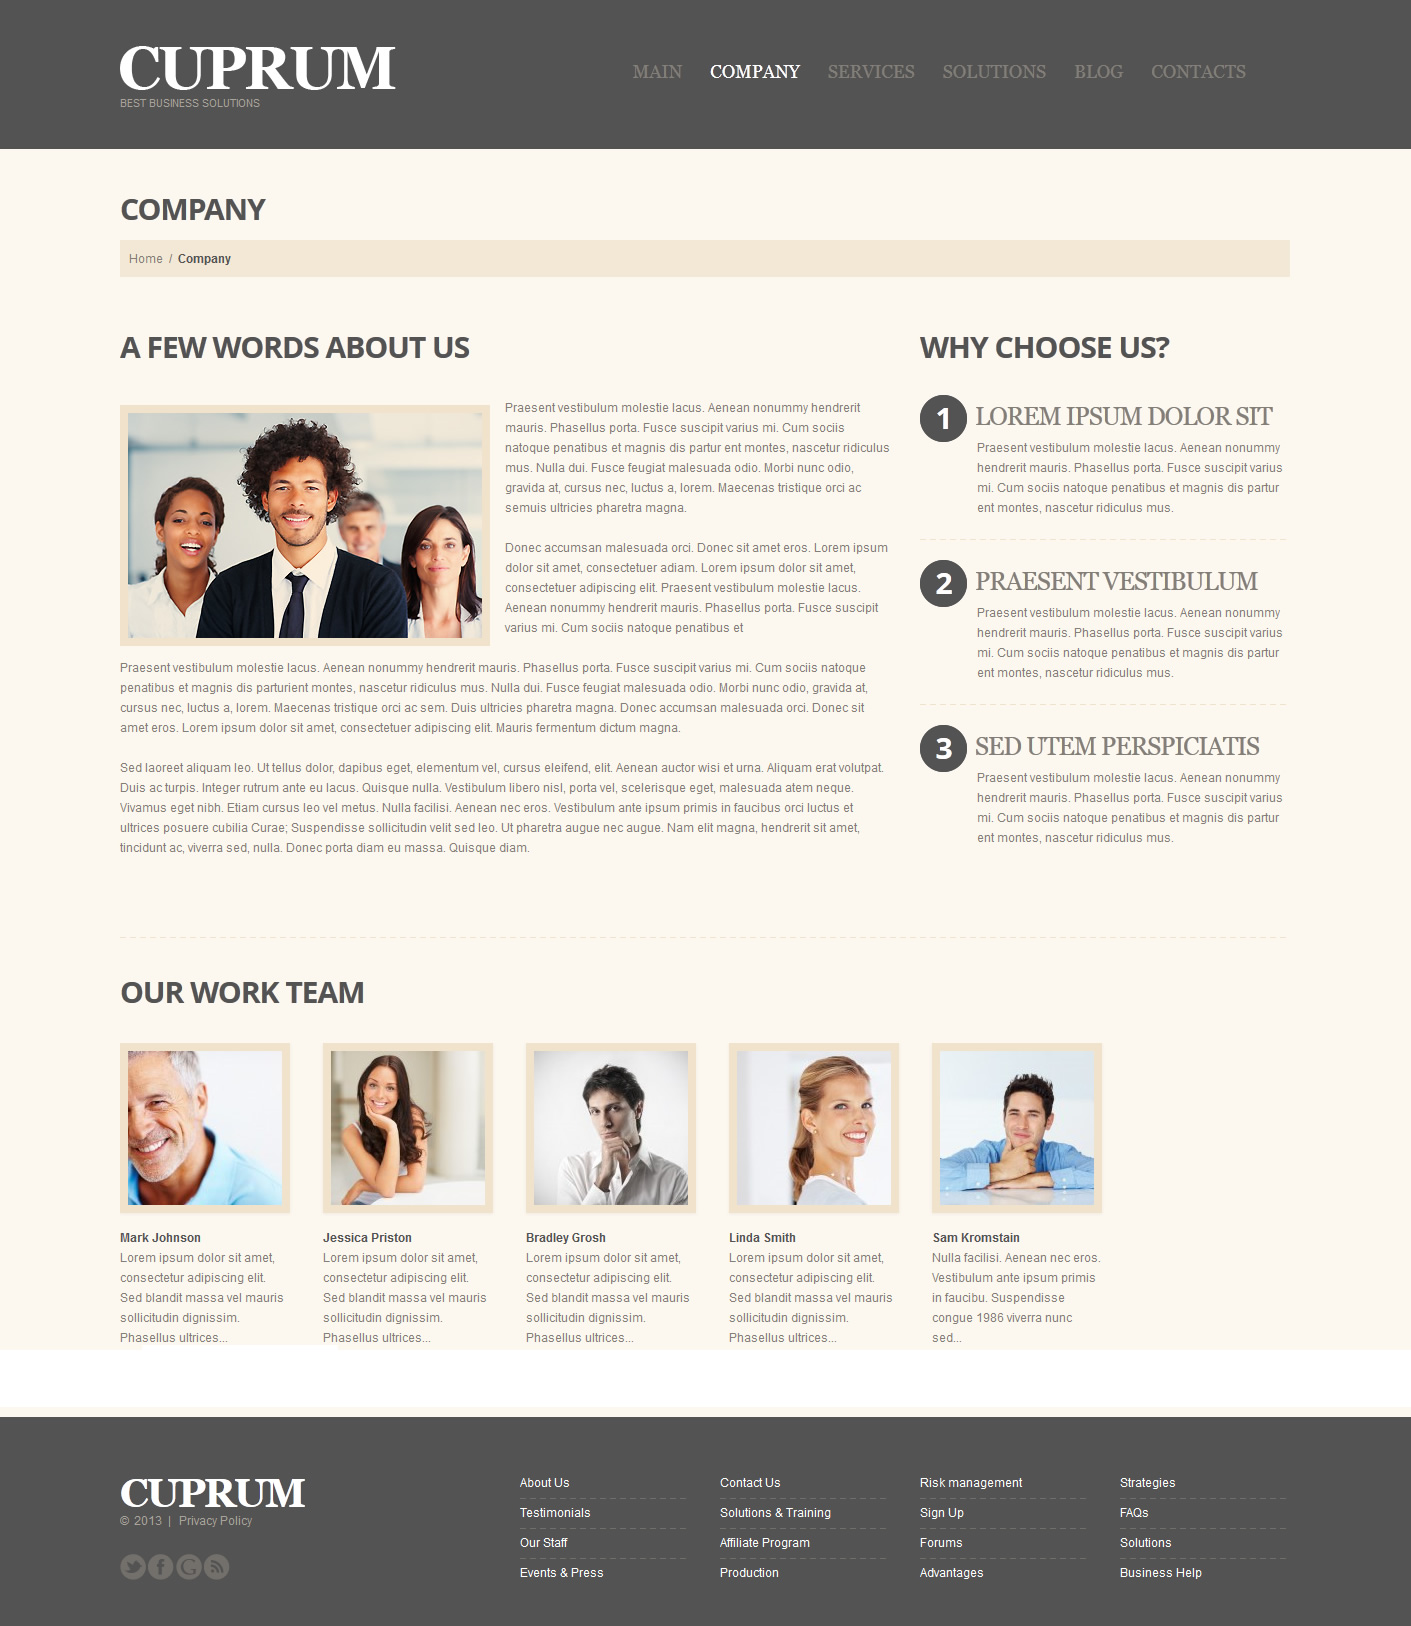 CUPRUM
BEST BUSINESS SOLUTIONS
MAIN COMPANY SERVICES SOLUTIONS BLOG CONTACTS
COMPANY
Home / Company
A FEW WORDS ABOUT US
Praesent vestibulum molestie lacus. Aenean nonummy hendrerit
mauris. Phasellus porta. Fusce suscipit varius mi. Cum sociis
natoque penatibus et magnis dis partur ent montes, nascetur ridiculus
mus. Nulla dui. Fusce feugiat malesuada odio. Morbi nunc odio,
gravida at, cursus nec, luctus a, lorem. Maecenas tristique orci ac
semuis ultricies pharetra magna.
Donec accumsan malesuada orci. Donec sit amet eros. Lorem ipsum
dolor sit amet, consectetuer adiam. Lorem ipsum dolor sit amet,
consectetuer adipiscing elit. Praesent vestibulum molestie lacus.
Aenean nonummy hendrerit mauris. Phasellus porta. Fusce suscipit
varius mi. Cum sociis natoque penatibus et
Praesent vestibulum molestie lacus. Aenean nonummy hendrerit mauris. Phasellus porta. Fusce suscipit varius mi. Cum sociis natoque
penatibus et magnis dis parturient montes, nascetur ridiculus mus. Nulla dui. Fusce feugiat malesuada odio. Morbi nunc odio, gravida at,
cursus nec, luctus a, lorem. Maecenas tristique orci ac sem. Duis ultricies pharetra magna. Donec accumsan malesuada orci. Donec sit
amet eros. Lorem ipsum dolor sit amet, consectetuer adipiscing elit. Mauris fermentum dictum magna.
Sed laoreet aliquam leo. Ut tellus dolor, dapibus eget, elementum vel, cursus eleifend, elit. Aenean auctor wisi et urna. Aliquam erat volutpat.
Duis ac turpis. Integer rutrum ante eu lacus. Quisque nulla. Vestibulum libero nisl, porta vel, scelerisque eget, malesuada atem neque.
Vivamus eget nibh. Etiam cursus leo vel metus. Nulla facilisi. Aenean nec eros. Vestibulum ante ipsum primis in faucibus orci luctus et
ultrices posuere cubilia Curae; Suspendisse sollicitudin velit sed leo. Ut pharetra augue nec augue. Nam elit magna, hendrerit sit amet,
tincidunt ac, viverra sed, nulla. Donec porta diam eu massa. Quisque diam.
WHY CHOOSE US?
1 LOREM IPSUM DOLOR SIT
Praesent vestibulum molestie lacus. Aenean nonummy
hendrerit mauris. Phasellus porta. Fusce suscipit varius
mi. Cum sociis natoque penatibus et magnis dis partur
ent montes, nascetur ridiculus mus.
2 PRAESENT VESTIBULUM
Praesent vestibulum molestie lacus. Aenean nonummy
hendrerit mauris. Phasellus porta. Fusce suscipit varius
mi. Cum sociis natoque penatibus et magnis dis partur
ent montes, nascetur ridiculus mus.
3 SED UTEM PERSPICIATIS
Praesent vestibulum molestie lacus. Aenean nonummy
hendrerit mauris. Phasellus porta. Fusce suscipit varius
mi. Cum sociis natoque penatibus et magnis dis partur
ent montes, nascetur ridiculus mus.
OUR WORK TEAM
Mark Johnson
Lorem ipsum dolor sit amet,
consectetur adipiscing elit.
Sed blandit massa vel mauris
sollicitudin dignissim.
Phasellus ultrices...
Jessica Priston
Lorem ipsum dolor sit amet,
consectetur adipiscing elit.
Sed blandit massa vel mauris
sollicitudin dignissim.
Phasellus ultrices...
Bradley Grosh
Lorem ipsum dolor sit amet,
consectetur adipiscing elit.
Sed blandit massa vel mauris
sollicitudin dignissim.
Phasellus ultrices...
Linda Smith
Lorem ipsum dolor sit amet,
consectetur adipiscing elit.
Sed blandit massa vel mauris
sollicitudin dignissim.
Phasellus ultrices...
Sam Kromstain
Nulla facilisi. Aenean nec eros.
Vestibulum ante ipsum primis
in faucibu. Suspendisse
congue 1986 viverra nunc
sed...
CUPRUM
© 2013 | Privacy Policy
About Us
Testimonials
Our Staff
Events & Press
Contact Us
Solutions & Training
Affiliate Program
Production
Risk management
Sign Up
Forums
Advantages
Strategies
FAQs
Solutions
Business Help